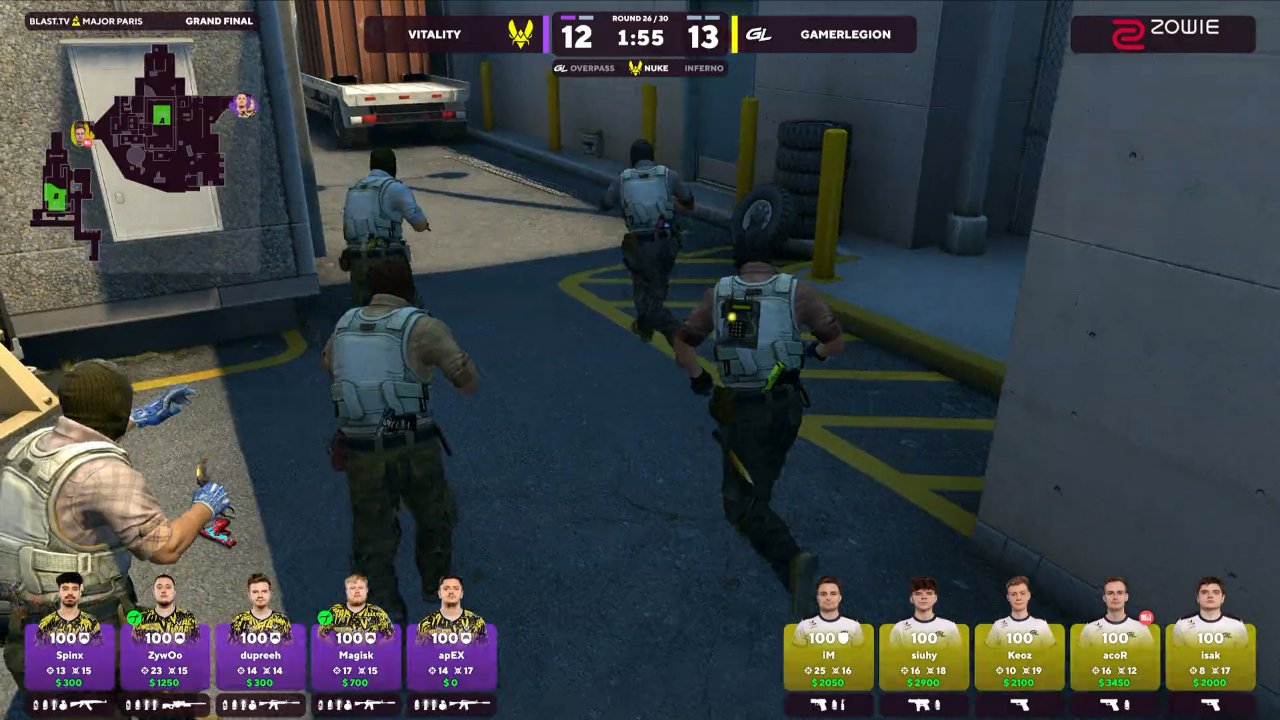 BLAST.TV MAJOR PARIS GRAND FINAL
VITALITY 12 ROUND 26 / 30 1:55 13 GL GAMERLEGION
ZOWIE
GL OVERPASS NUKE INFERNO
A
B
100 100 100 100 100 100 100 100 100 100
Spinx ZywOo dupreeh Magisk apEX iM siuhy Keoz acoR isak
13 15 23 15 14 14 17 15 14 17 25 16 16 18 10 19 16 12 8 17
$300 $1250 $300 $700 $0 $2050 $2900 $2100 $3450 $2000